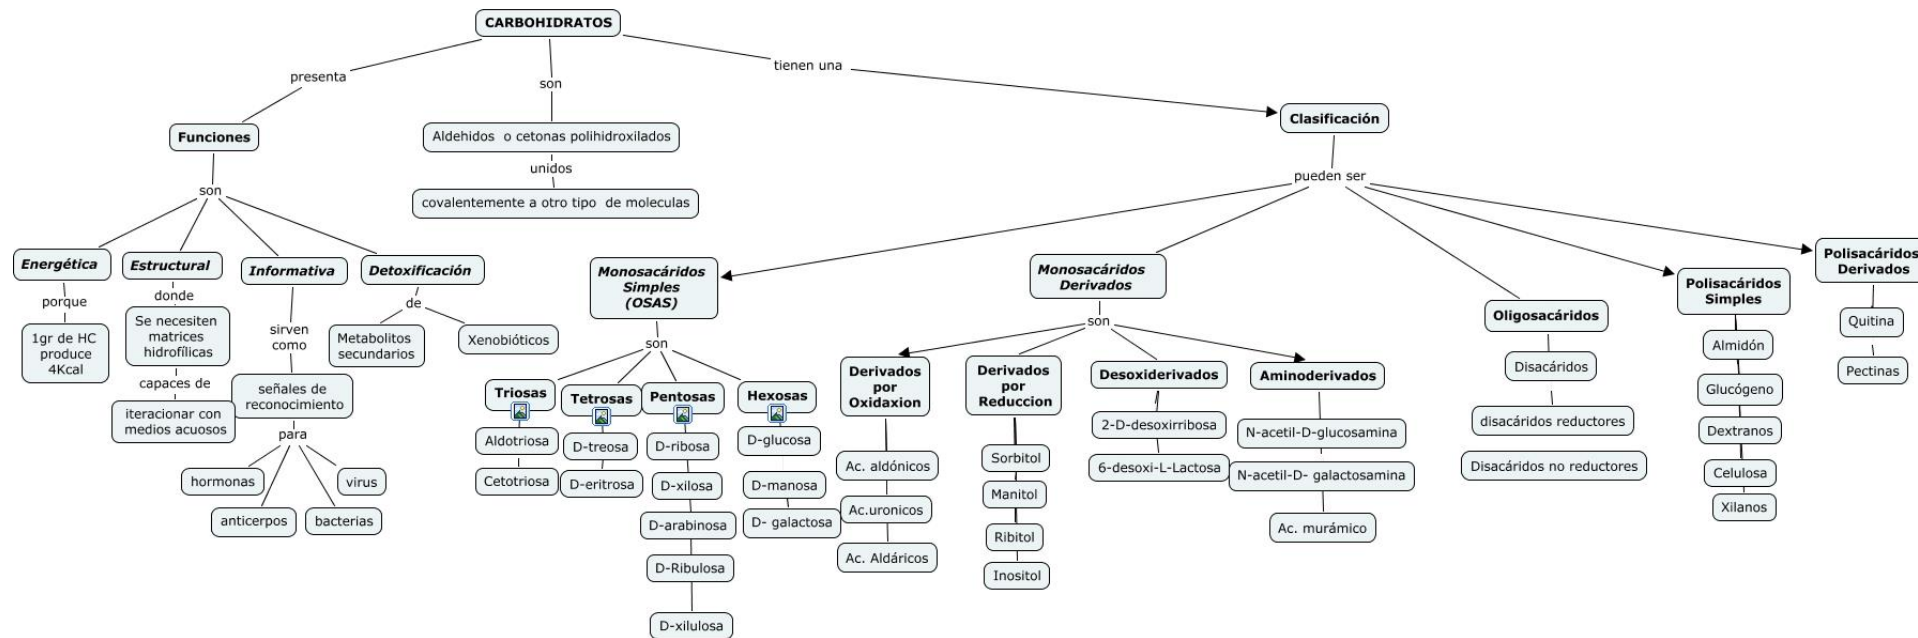 CARBOHIDRATOS
presenta
son
tienen una
Funciones
Aldehidos o cetonas polihidroxilados
Clasificación
unidos
covalentemente a otro tipo de moleculas
pueden ser
son
Energética
Estructural
Informativa
Detoxificación
porque
1gr de HC
produce
4Kcal
donde
Se necesiten
matrices
hidrofílicas
capaces de
iteracionar con
medios acuosos
sirven
como
señales de
reconocimiento
para
hormonas
anticerpos
bacterias
virus
de
Metabolitos
secundarios
Xenobióticos
Monosacáridos
Simples
(OSAS)
son
Triosas
Aldotriosa
Cetotriosa
Tetrosas
D-treosa
D-eritrosa
Pentosas
D-ribosa
D-xilosa
D-arabinosa
D-Ribulosa
D-xilulosa
Hexosas
D-glucosa
D-manosa
D- galactosa
Monosacáridos
Derivados
son
Derivados
por
Oxidaxion
Ac. aldónicos
Ac.uronicos
Ac. Aldáricos
Derivados
por
Reduccion
Sorbitol
Manitol
Ribitol
Inositol
Desoxiderivados
2-D-desoxirribosa
6-desoxi-L-Lactosa
Aminoderivados
N-acetil-D-glucosamina
N-acetil-D- galactosamina
Ac. murámico
Oligosacáridos
Disacáridos
disacáridos reductores
Disacáridos no reductores
Polisacáridos
Simples
Almidón
Glucógeno
Dextranos
Celulosa
Xilanos
Polisacáridos
Derivados
Quitina
Pectinas